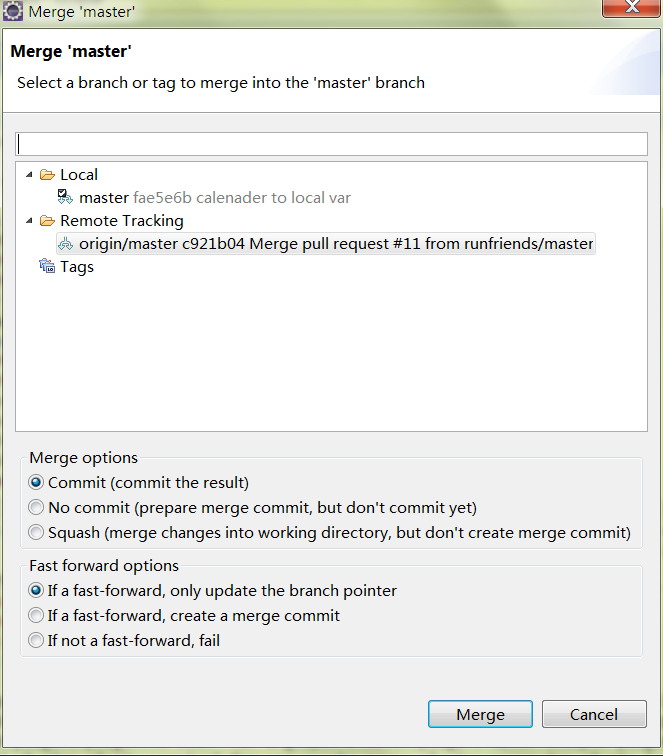 Merge 'master'
Merge 'master'
Select a branch or tag to merge into the 'master' branch
Local
master fae5e6b calenader to local var
Remote Tracking
origin/master c921b04 Merge pull request #11 from runfriends/master
Tags
Merge options
Commit (commit the result)
No commit (prepare merge commit, but don't commit yet)
Squash (merge changes into working directory, but don't create merge commit)
Fast forward options
If a fast-forward, only update the branch pointer
If a fast-forward, create a merge commit
If not a fast-forward, fail
Merge Cancel